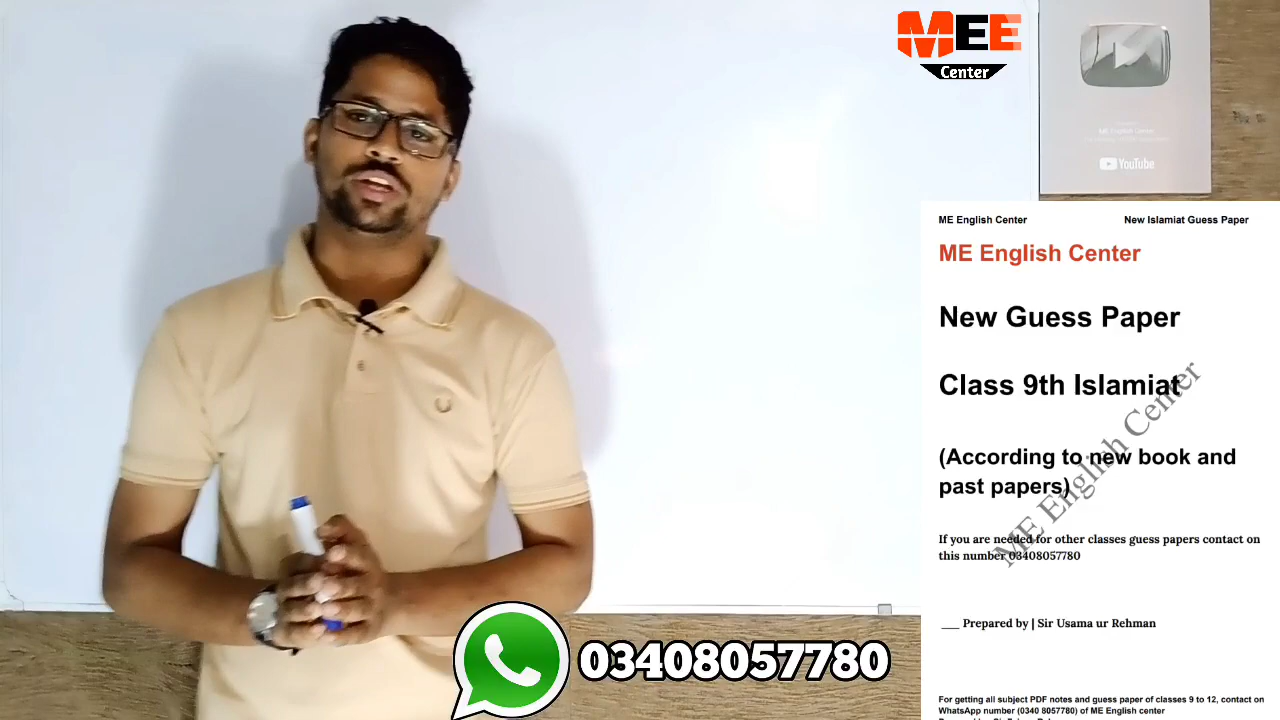 MEE
Center
ME English Center
YouTube
ME English Center
New Islamiat Guess Paper
ME English Center
New Guess Paper
Class 9th Islamiat
(According to new book and
past papers)
If you are needed for other classes guess papers contact on
this number 03408057780
ME English Center
___ Prepared by | Sir Usama ur Rehman
For getting all subject PDF notes and guess paper of classes 9 to 12, contact on
WhatsApp number (0340 8057780) of ME English center
03408057780